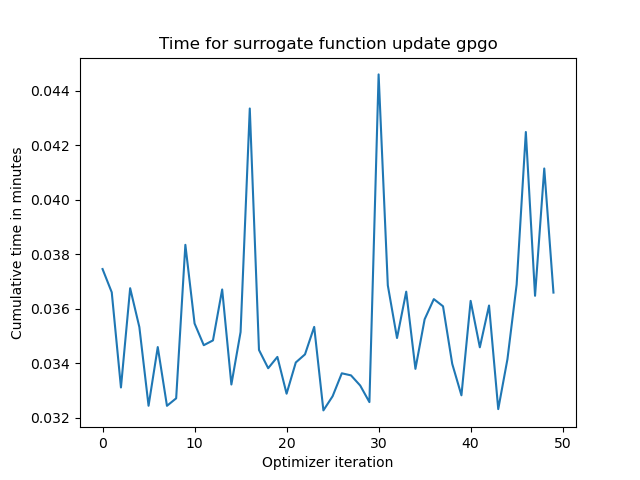 Time for surrogate function update gpgo
Cumulative time in minutes
0.044
0.042
0.040
0.038
0.036
0.034
0.032
0 10 20 30 40 50
Optimizer iteration